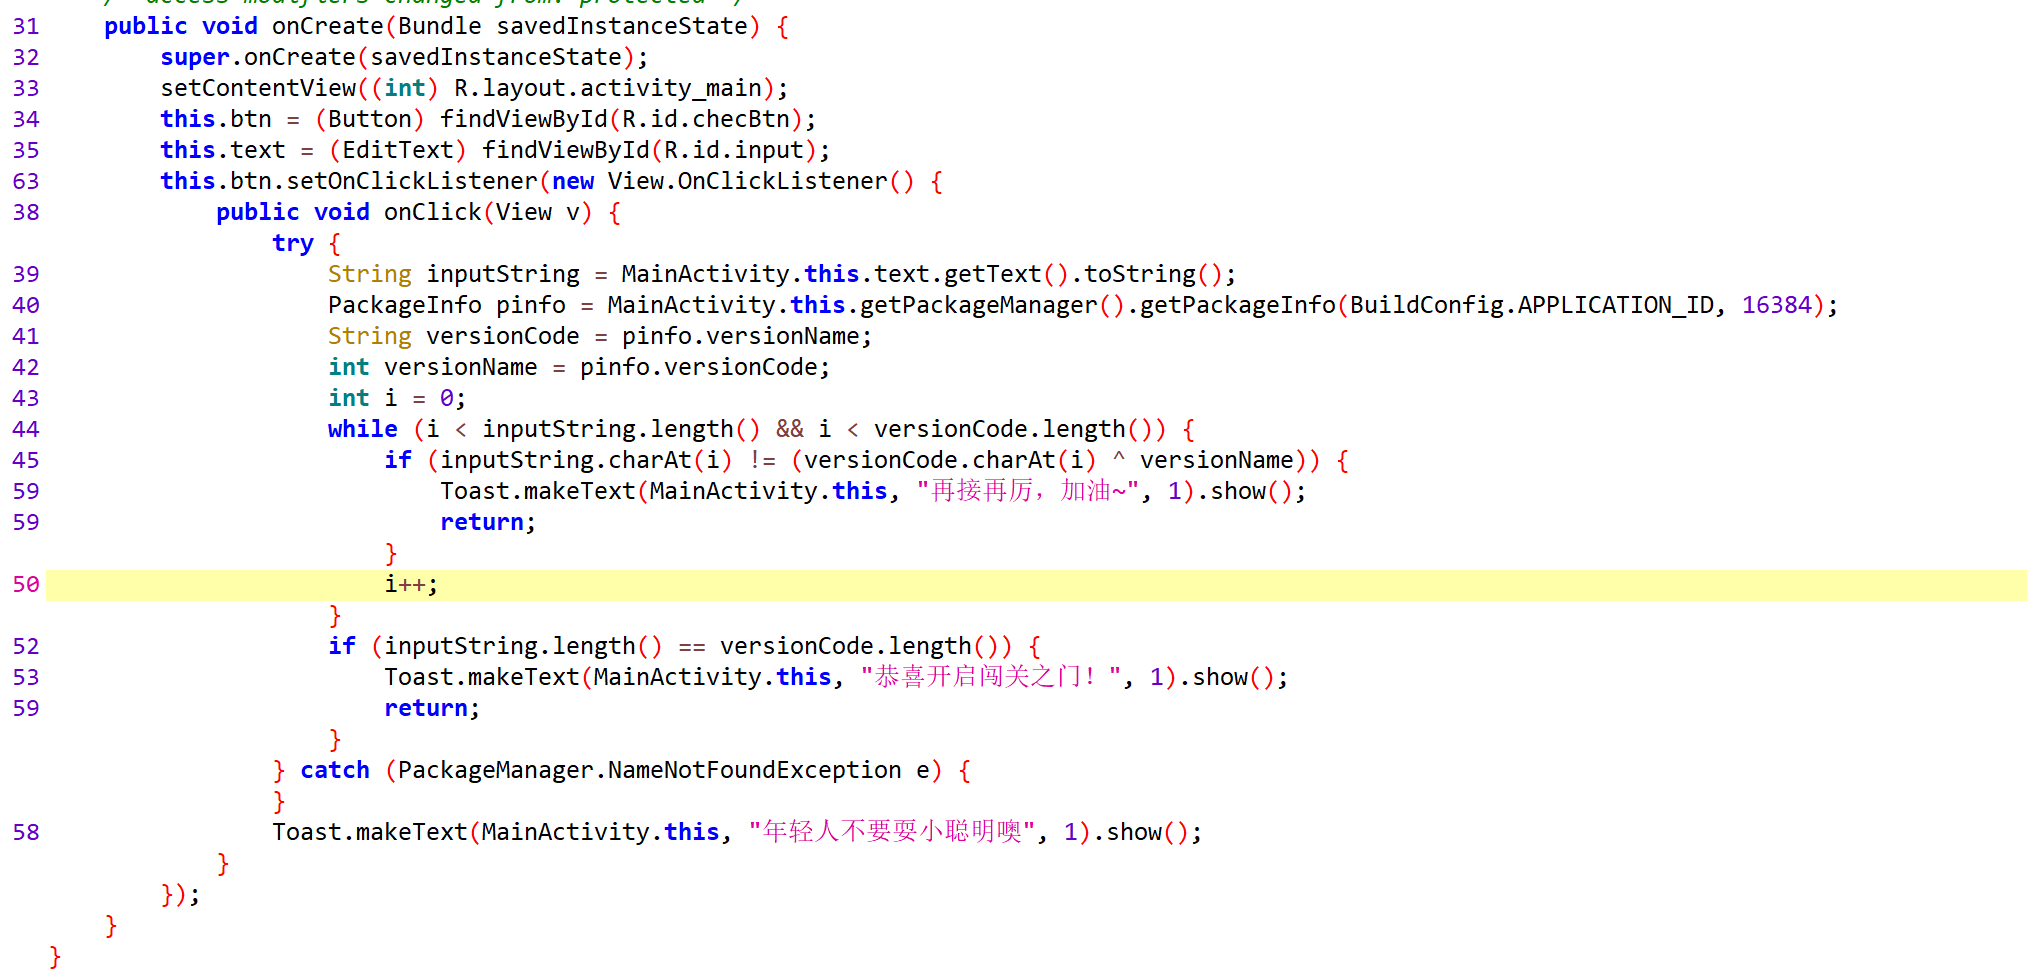 /* access modifiers changed from: protected */
31 public void onCreate(Bundle savedInstanceState) {
32 super.onCreate(savedInstanceState);
33 setContentView((int) R.layout.activity_main);
34 this.btn = (Button) findViewById(R.id.checBtn);
35 this.text = (EditText) findViewById(R.id.input);
63 this.btn.setOnClickListener(new View.OnClickListener() {
38 public void onClick(View v) {
try {
39 String inputString = MainActivity.this.text.getText().toString();
40 PackageInfo pinfo = MainActivity.this.getPackageManager().getPackageInfo(BuildConfig.APPLICATION_ID, 16384);
41 String versionCode = pinfo.versionName;
42 int versionName = pinfo.versionCode;
43 int i = 0;
44 while (i < inputString.length() && i < versionCode.length()) {
45 if (inputString.charAt(i) != (versionCode.charAt(i) ^ versionName)) {
59 Toast.makeText(MainActivity.this, "再接再厉，加油~", 1).show();
59 return;
}
50 i++;
}
52 if (inputString.length() == versionCode.length()) {
53 Toast.makeText(MainActivity.this, "恭喜开启闯关之门！", 1).show();
59 return;
}
} catch (PackageManager.NameNotFoundException e) {
}
58 Toast.makeText(MainActivity.this, "年轻人不要耍小聪明噢", 1).show();
}
});
}
}